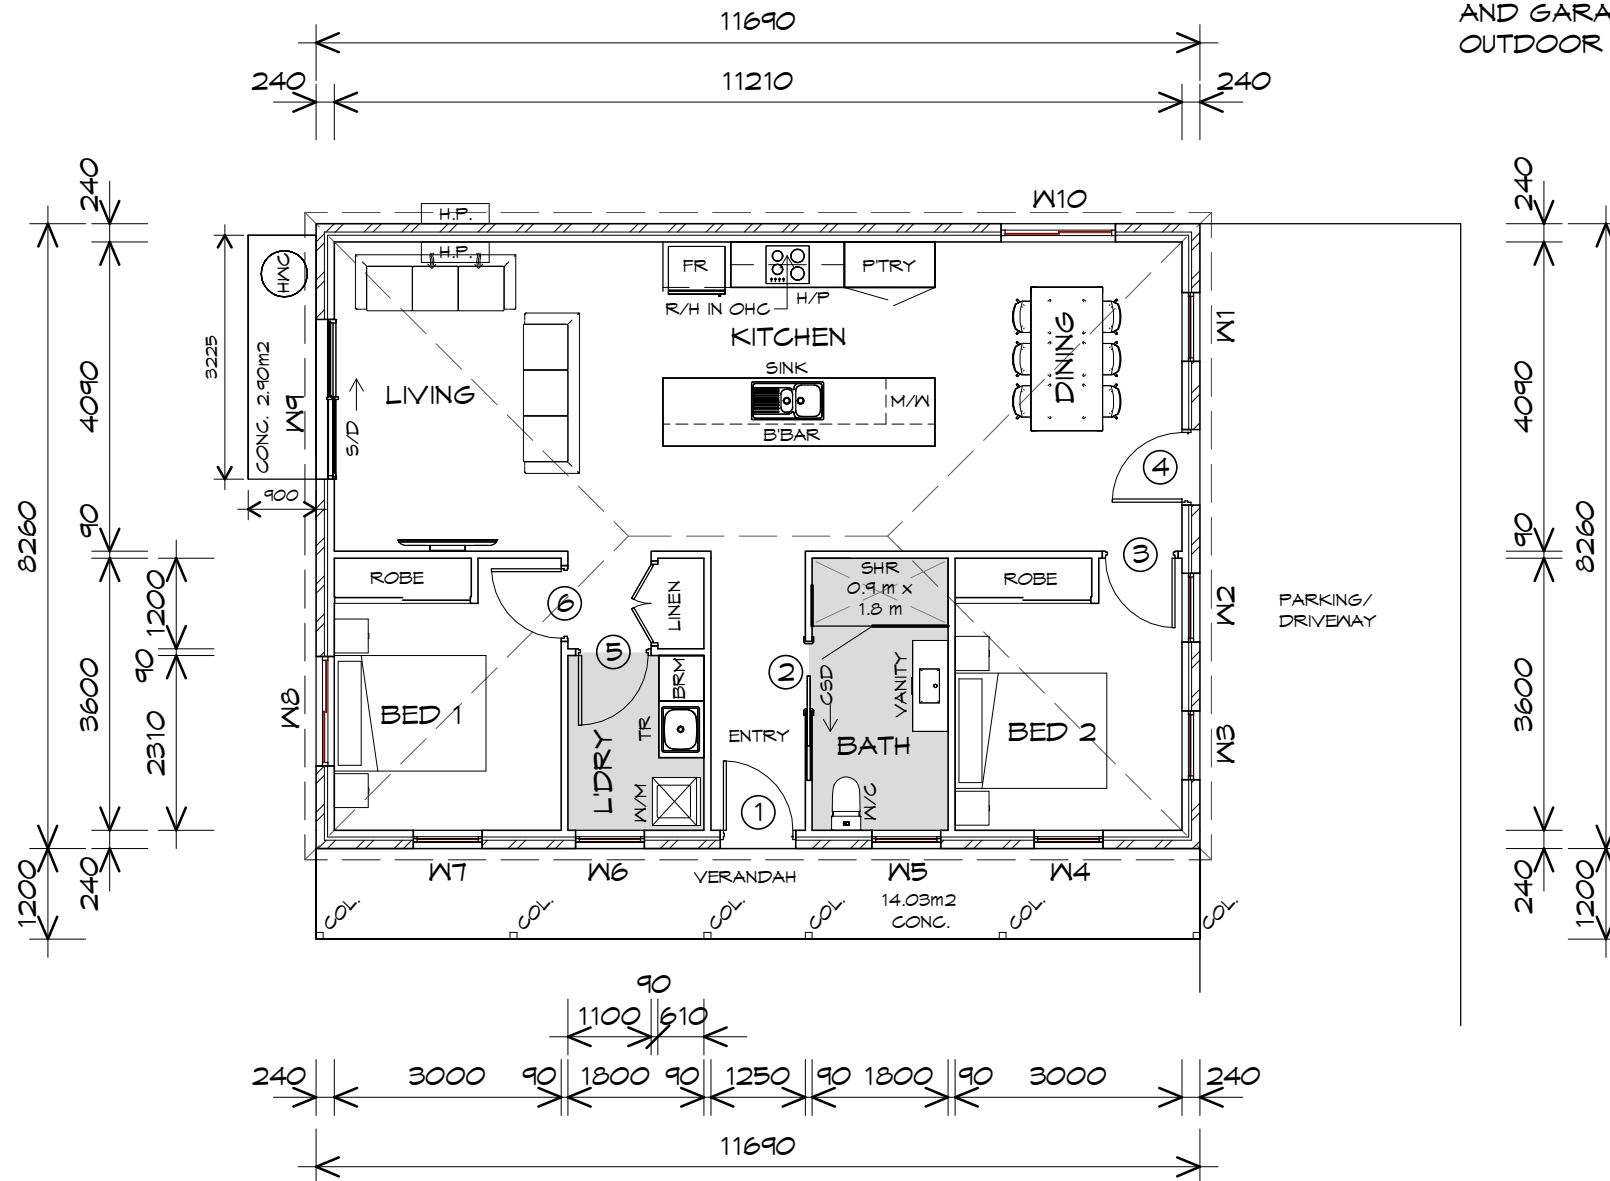 AND GARA
OUTDOOR
11690
240
11210
240
240
240
W10
H.P.
H.P.
HWC
FR
P'TRY
R/H IN OHC
H/P
KITCHEN
SINK
M/W
B'BAR
DINING
W1
LIVING
S/D
W9
CONC. 2.90m2
3225
900
4090
4090
8260
90
90
8260
4
3
ROBE
6
LINEN
5
SHR
0.9 m x
1.8 m
ROBE
W2
PARKING/
DRIVEWAY
1200
90
3600
2310
3600
W8
BED 1
BRM
TR
L'DRY
W/M
ENTRY
1
2
CSD
VANITY
BATH
W/C
BED 2
W3
W7
W6
VERANDAH
W5
W4
14.03m2
CONC.
COL.
COL.
COL.
COL.
COL.
COL.
1200
240
240
1200
90
1100
610
240
3000
90
1800
90
1250
90
1800
90
3000
240
11690